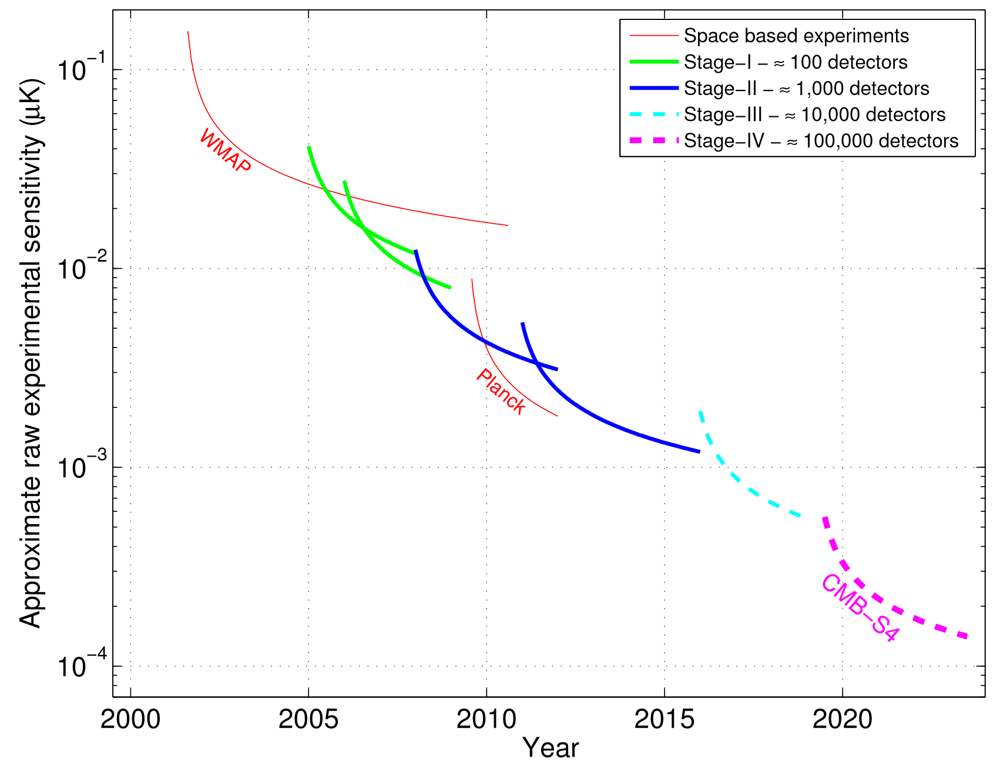 Space based experiments
Stage−I − ≈ 100 detectors
Stage−II − ≈ 1,000 detectors
Stage−III − ≈ 10,000 detectors
Stage−IV − ≈ 100,000 detectors
Approximate raw experimental sensitivity (μK)
10⁻¹
10⁻²
10⁻³
10⁻⁴
WMAP
Planck
CMB−S4
2000 2005 2010 2015 2020
Year